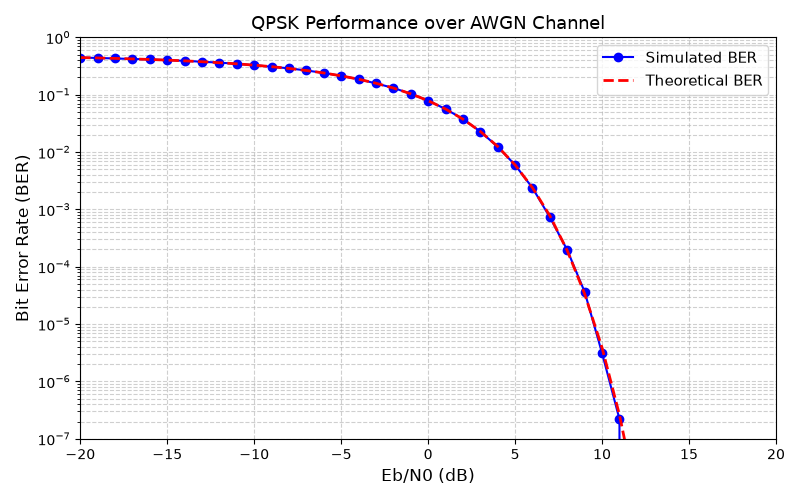 QPSK Performance over AWGN Channel
Simulated BER
Theoretical BER
Bit Error Rate (BER)
10⁰
10⁻¹
10⁻²
10⁻³
10⁻⁴
10⁻⁵
10⁻⁶
10⁻⁷
−20 −15 −10 −5 0 5 10 15 20
Eb/N0 (dB)